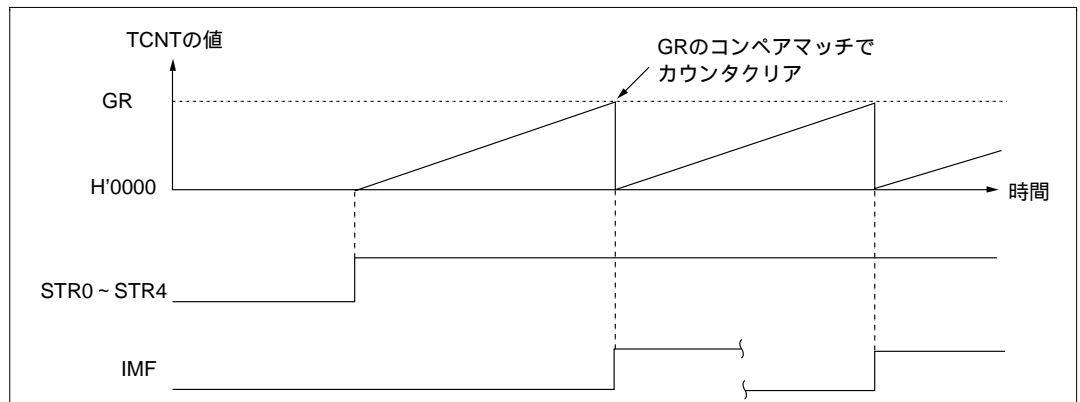 TCNTの値
GRのコンペアマッチで
カウンタクリア
GR
H'0000
時間
STR0~STR4
IMF